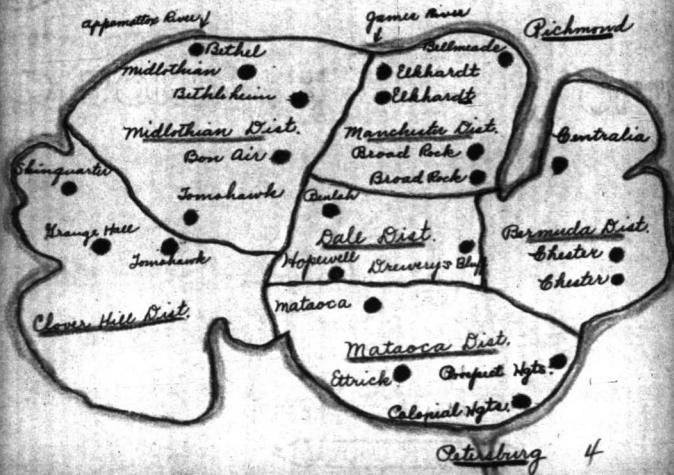 Appomattox River
James River
Richmond
Bethel
Bellmeade
Midlothian
Elkhardt
Bethleheim
Elkhardt
Midlothian Dist.
Manchester Dist.
Centralia
Bon Air
Broad Rock
Skinquarter
Broad Rock
Tomahawk
Beulah
Grange Hall
Dale Dist.
Bermuda Dist.
Tomahawk
Hopewell
Drewery's Bluff
Chester
Chester
Clover Hill Dist.
Mataoca
Mataoca Dist.
Ettrick
Prospect Hgts.
Colonial Hgts.
Petersburg
4